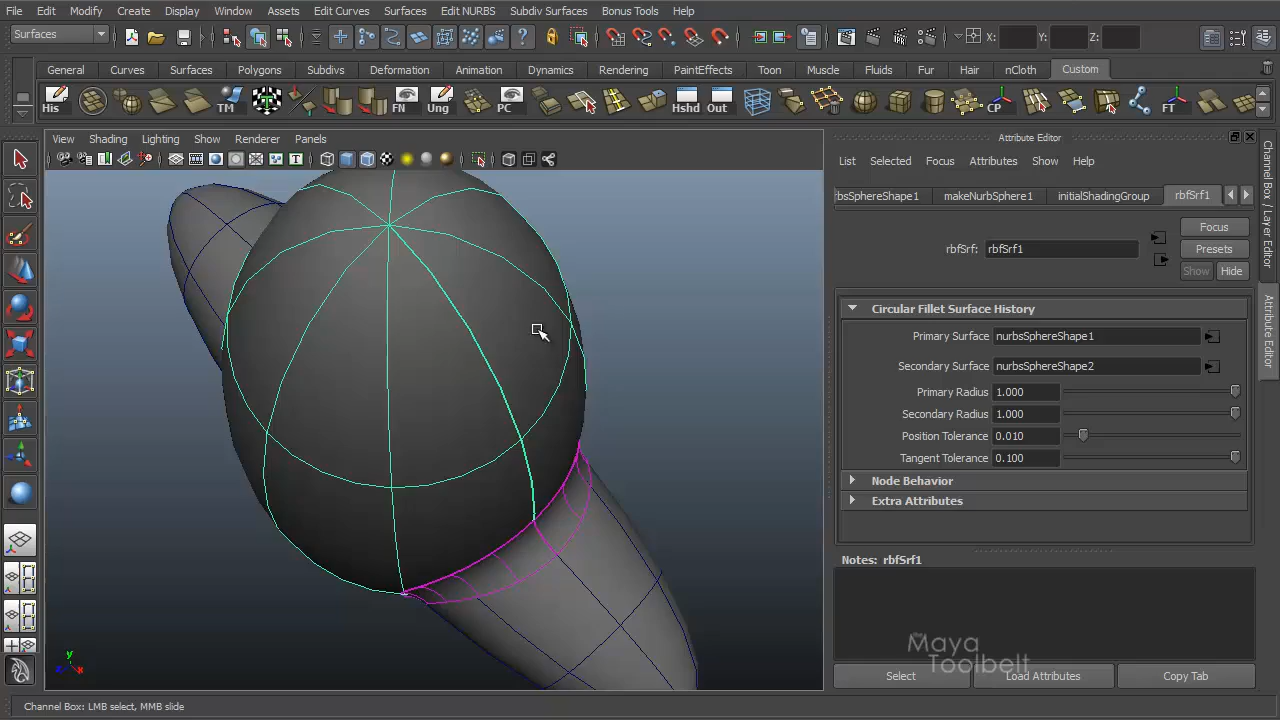 File Edit Modify Create Display Window Assets Edit Curves Surfaces Edit NURBS Subdiv Surfaces Bonus Tools Help
Surfaces X: Y: Z:
General Curves Surfaces Polygons Subdivs Deformation Animation Dynamics Rendering PaintEffects Toon Muscle Fluids Fur Hair nCloth Custom
His TM FN Ung PC Hshd Out CP FT
View Shading Lighting Show Renderer Panels
Attribute Editor
List Selected Focus Attributes Show Help
rbsSphereShape1 makeNurbSphere1 initialShadingGroup rbfSrf1
Focus
rbfSrf: rbfSrf1 Presets
Show Hide
Circular Fillet Surface History
Primary Surface nurbsSphereShape1
Secondary Surface nurbsSphereShape2
Primary Radius 1.000
Secondary Radius 1.000
Position Tolerance 0.010
Tangent Tolerance 0.100
Node Behavior
Extra Attributes
Notes: rbfSrf1
the Maya
Toolbelt
Select Load Attributes Copy Tab
Channel Box / Layer Editor
Attribute Editor
y
z x
Channel Box: LMB select, MMB slide